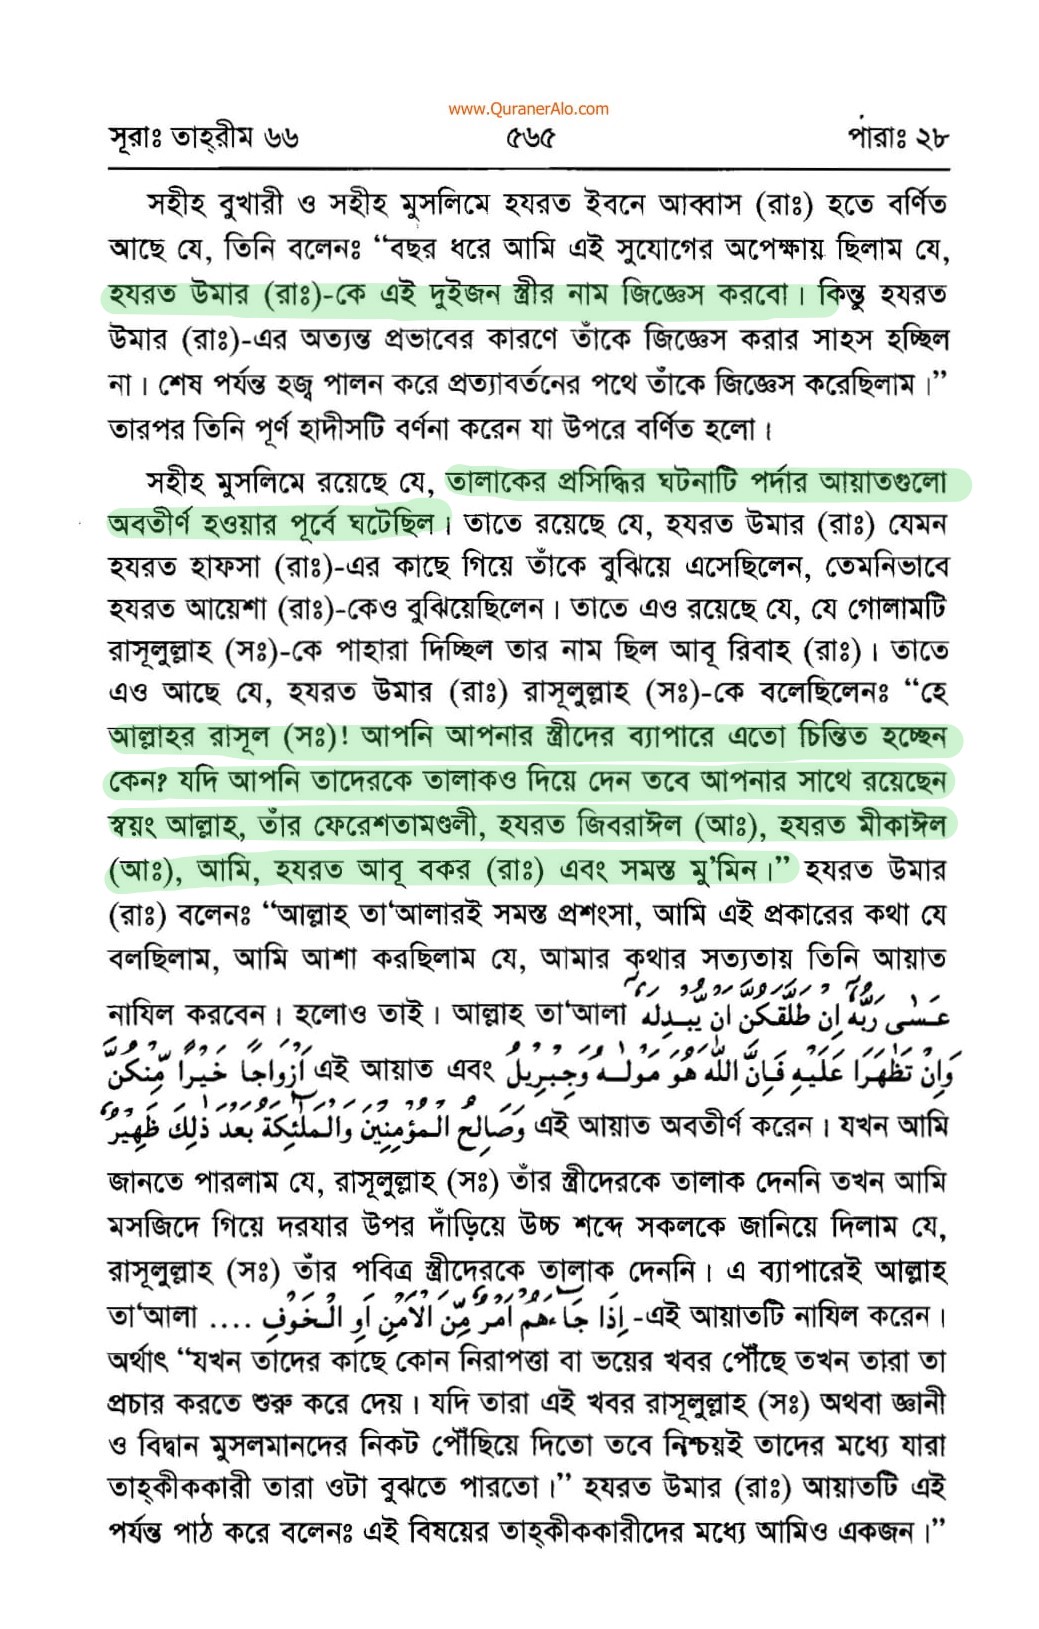 www.QuranerAlo.com
সূরাঃ তাহ্‌রীম ৬৬ ৫৬৫ পারাঃ ২৮
সহীহ বুখারী ও সহীহ মুসলিমে হযরত ইবনে আব্বাস (রাঃ) হতে বর্ণিত
আছে যে, তিনি বলেনঃ “বছর ধরে আমি এই সুযোগের অপেক্ষায় ছিলাম যে,
হযরত উমার (রাঃ)-কে এই দুইজন স্ত্রীর নাম জিজ্ঞেস করবো। কিন্তু হযরত
উমার (রাঃ)-এর অত্যন্ত প্রভাবের কারণে তাঁকে জিজ্ঞেস করার সাহস হচ্ছিল
না। শেষ পর্যন্ত হজ্ব পালন করে প্রত্যাবর্তনের পথে তাঁকে জিজ্ঞেস করেছিলাম।”
তারপর তিনি পূর্ণ হাদীসটি বর্ণনা করেন যা উপরে বর্ণিত হলো।
সহীহ মুসলিমে রয়েছে যে, তালাকের প্রসিদ্ধির ঘটনাটি পর্দার আয়াতগুলো
অবতীর্ণ হওয়ার পূর্বে ঘটেছিল। তাতে রয়েছে যে, হযরত উমার (রাঃ) যেমন
হযরত হাফসা (রাঃ)-এর কাছে গিয়ে তাঁকে বুঝিয়ে এসেছিলেন, তেমনিভাবে
হযরত আয়েশা (রাঃ)-কেও বুঝিয়েছিলেন। তাতে এও রয়েছে যে, যে গোলামটি
রাসূলুল্লাহ (সঃ)-কে পাহারা দিচ্ছিল তার নাম ছিল আবূ রিবাহ (রাঃ)। তাতে
এও আছে যে, হযরত উমার (রাঃ) রাসূলুল্লাহ (সঃ)-কে বলেছিলেনঃ “হে
আল্লাহর রাসূল (সঃ)! আপনি আপনার স্ত্রীদের ব্যাপারে এতো চিন্তিত হচ্ছেন
কেন? যদি আপনি তাদেরকে তালাকও দিয়ে দেন তবে আপনার সাথে রয়েছেন
স্বয়ং আল্লাহ, তাঁর ফেরেশতামণ্ডলী, হযরত জিবরাঈল (আঃ), হযরত মীকাঈল
(আঃ), আমি, হযরত আবূ বকর (রাঃ) এবং সমস্ত মু’মিন।” হযরত উমার
(রাঃ) বলেনঃ “আল্লাহ তা‘আলারই সমস্ত প্রশংসা, আমি এই প্রকারের কথা যে
বলছিলাম, আমি আশা করছিলাম যে, আমার কথার সত্যতায় তিনি আয়াত
নাযিল করবেন। হলোও তাই। আল্লাহ তা‘আলা عَسٰى رَبُّهٗ اِنْ طَلَّقَكُنَّ اَنْ يُّبْدِلَهٗ
اَزْوَاجًا خَيْرًا مِّنْكُنَّ এই আয়াত এবং وَاِنْ تَظٰهَرَا عَلَيْهِ فَاِنَّ اللّٰهَ هُوَ مَوْلٰىهُ وَجِبْرِيْلُ
وَصَالِحُ الْمُؤْمِنِيْنَ وَالْمَلٰٓئِكَةُ بَعْدَ ذٰلِكَ ظَهِيْرٌ এই আয়াত অবতীর্ণ করেন। যখন আমি
জানতে পারলাম যে, রাসূলুল্লাহ (সঃ) তাঁর স্ত্রীদেরকে তালাক দেননি তখন আমি
মসজিদে গিয়ে দরযার উপর দাঁড়িয়ে উচ্চ শব্দে সকলকে জানিয়ে দিলাম যে,
রাসূলুল্লাহ (সঃ) তাঁর পবিত্র স্ত্রীদেরকে তালাক দেননি। এ ব্যাপারেই আল্লাহ
তা‘আলা .... اِذَا جَآءَهُمْ اَمْرٌ مِّنَ الْاَمْنِ اَوِ الْخَوْفِ -এই আয়াতটি নাযিল করেন।
অর্থাৎ “যখন তাদের কাছে কোন নিরাপত্তা বা ভয়ের খবর পৌঁছে তখন তারা তা
প্রচার করতে শুরু করে দেয়। যদি তারা এই খবর রাসূলুল্লাহ (সঃ) অথবা জ্ঞানী
ও বিদ্বান মুসলমানদের নিকট পৌঁছিয়ে দিতো তবে নিশ্চয়ই তাদের মধ্যে যারা
তাহ্‌কীককারী তারা ওটা বুঝতে পারতো।” হযরত উমার (রাঃ) আয়াতটি এই
পর্যন্ত পাঠ করে বলেনঃ এই বিষয়ের তাহ্‌কীককারীদের মধ্যে আমিও একজন।”